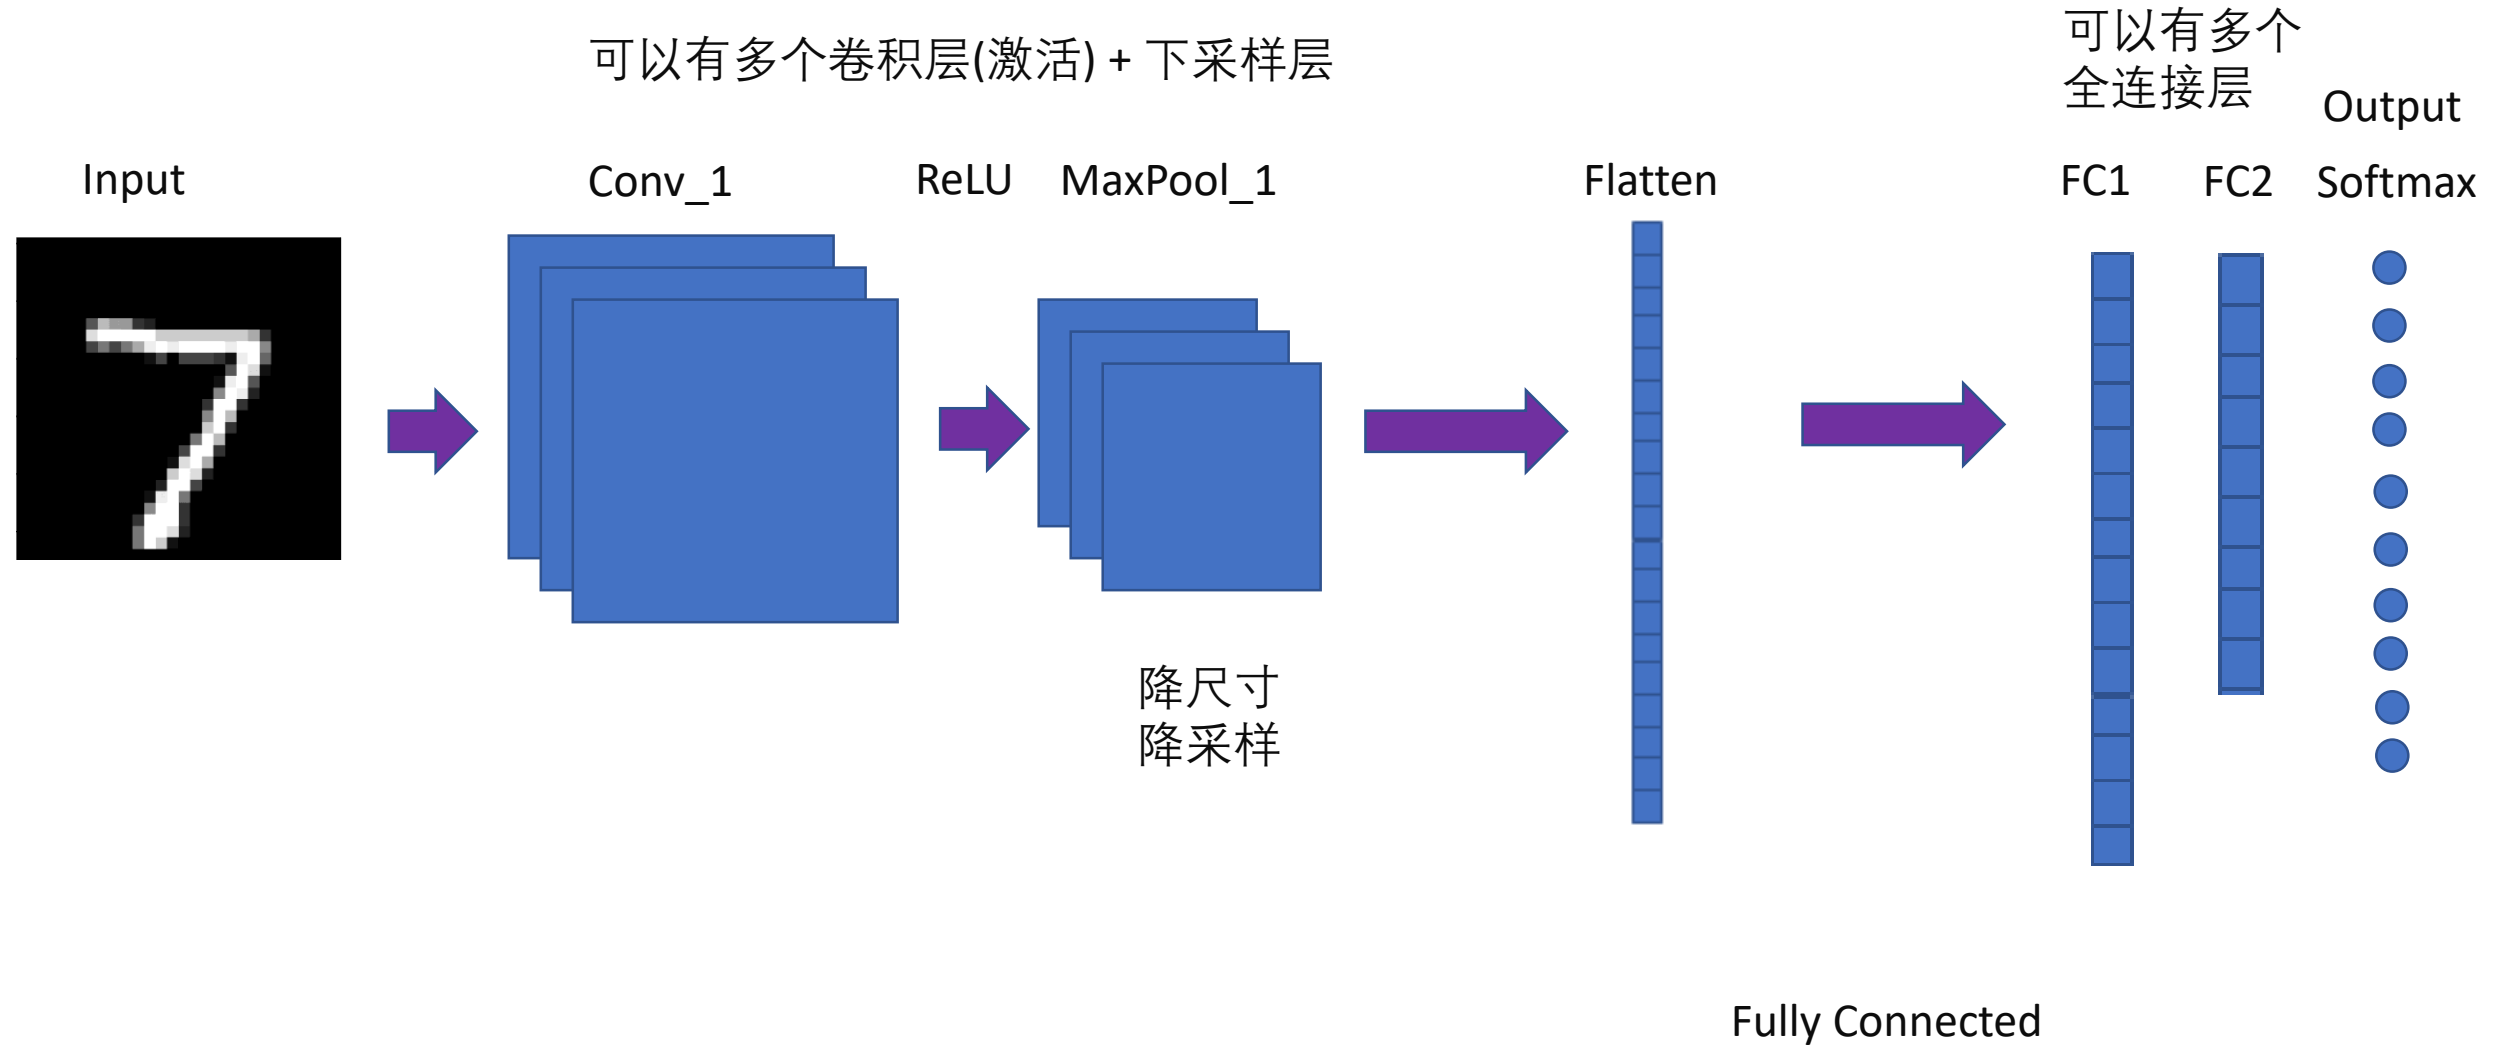 可以有多个卷积层(激活) + 下采样层
可以有多个
全连接层
Output
Input
Conv_1
ReLU
MaxPool_1
Flatten
FC1
FC2
Softmax
降尺寸
降采样
Fully Connected